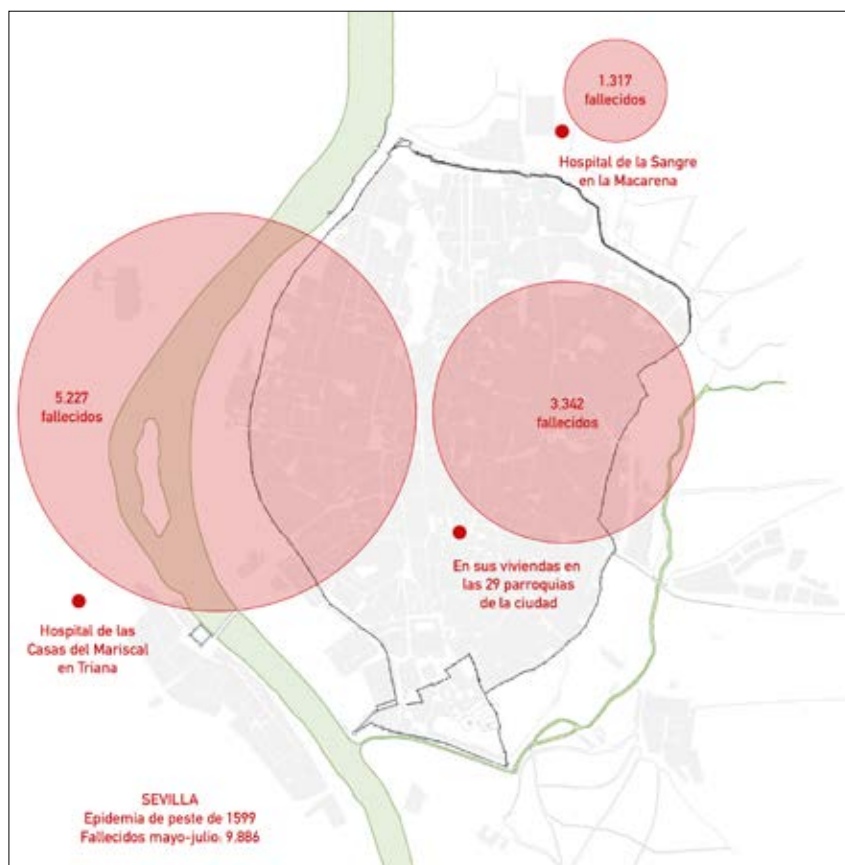 1.317
fallecidos
Hospital de la Sangre
en la Macarena
5.227
fallecidos
3.342
fallecidos
En sus viviendas en
las 29 parroquias
de la ciudad
Hospital de las
Casas del Mariscal
en Triana
SEVILLA
Epidemia de peste de 1599
Fallecidos mayo-julio: 9.886